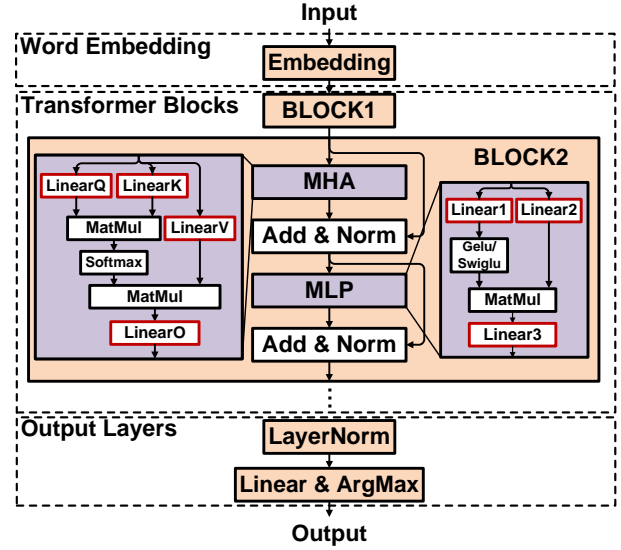 Input
Word Embedding
Embedding
Transformer Blocks
BLOCK1
BLOCK2
LinearQ
LinearK
LinearV
MatMul
Softmax
MatMul
LinearO
MHA
Add & Norm
MLP
Add & Norm
Linear1
Linear2
Gelu/
Swiglu
MatMul
Linear3
Output Layers
LayerNorm
Linear & ArgMax
Output